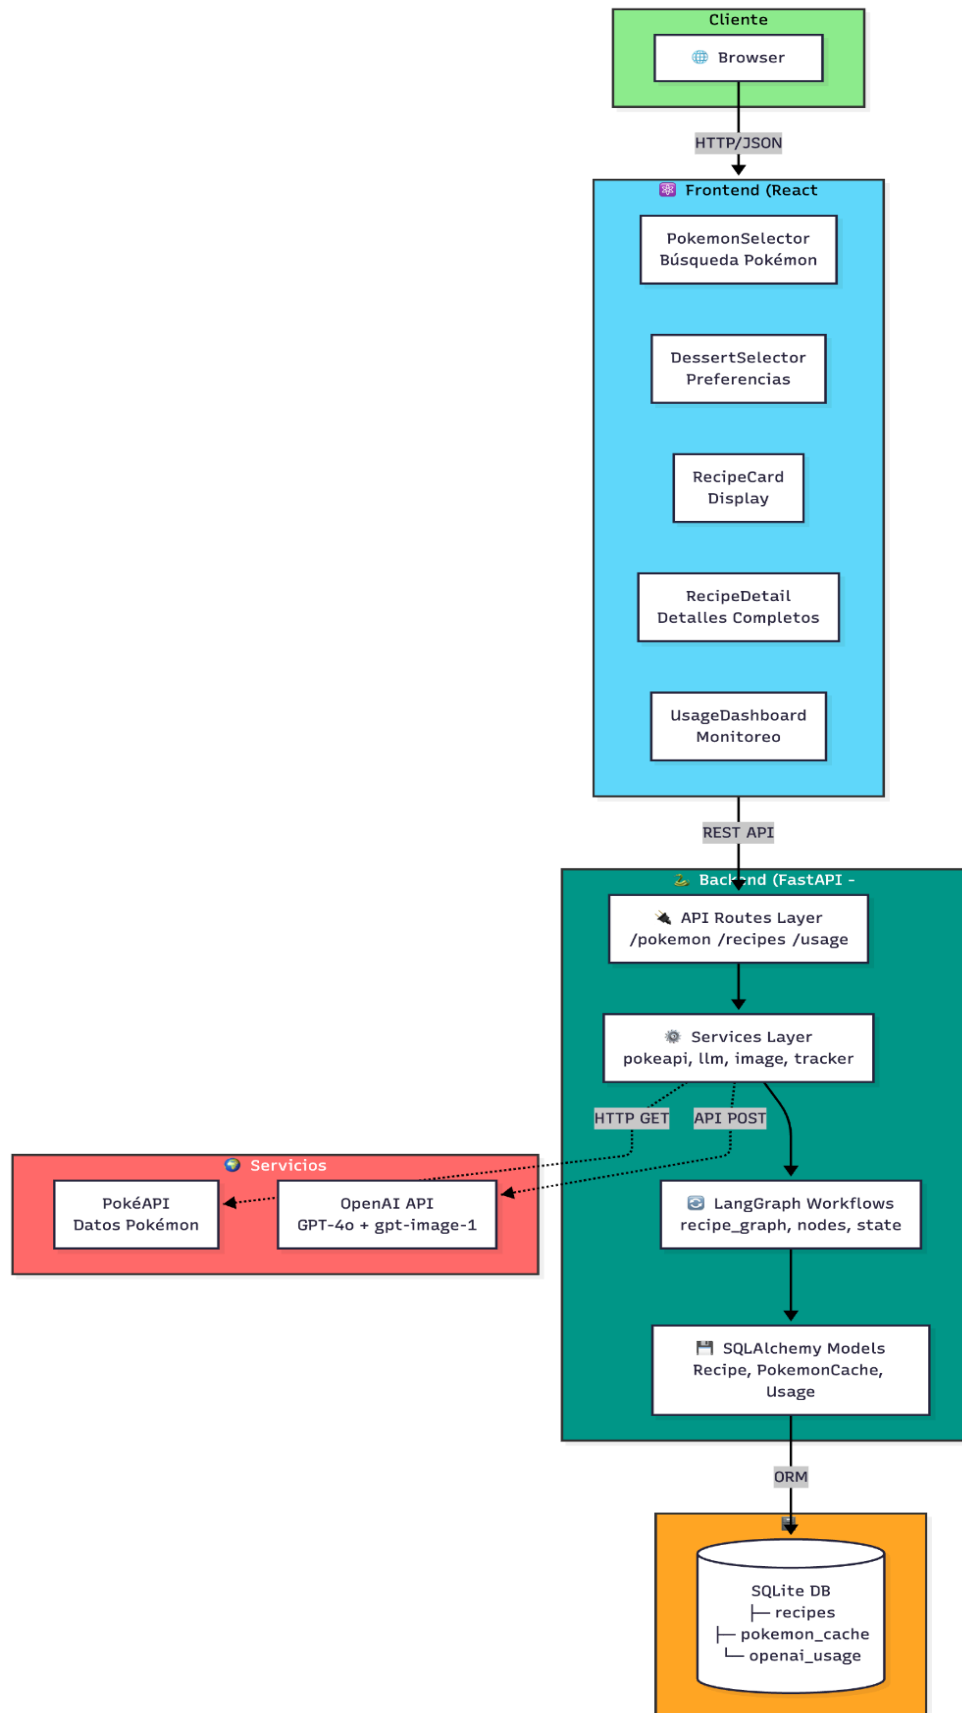 Cliente
🌐 Browser
HTTP/JSON
⚛️ Frontend (React
PokemonSelector
Búsqueda Pokémon
DessertSelector
Preferencias
RecipeCard
Display
RecipeDetail
Detalles Completos
UsageDashboard
Monitoreo
REST API
🐍 Backend (FastAPI -
🔌 API Routes Layer
/pokemon /recipes /usage
⚙️ Services Layer
pokeapi, llm, image, tracker
HTTP GET
API POST
🌍 Servicios
PokéAPI
Datos Pokémon
OpenAI API
GPT-4o + gpt-image-1
🔄 LangGraph Workflows
recipe_graph, nodes, state
💾 SQLAlchemy Models
Recipe, PokemonCache,
Usage
ORM
SQLite DB
├─ recipes
├─ pokemon_cache
└─ openai_usage